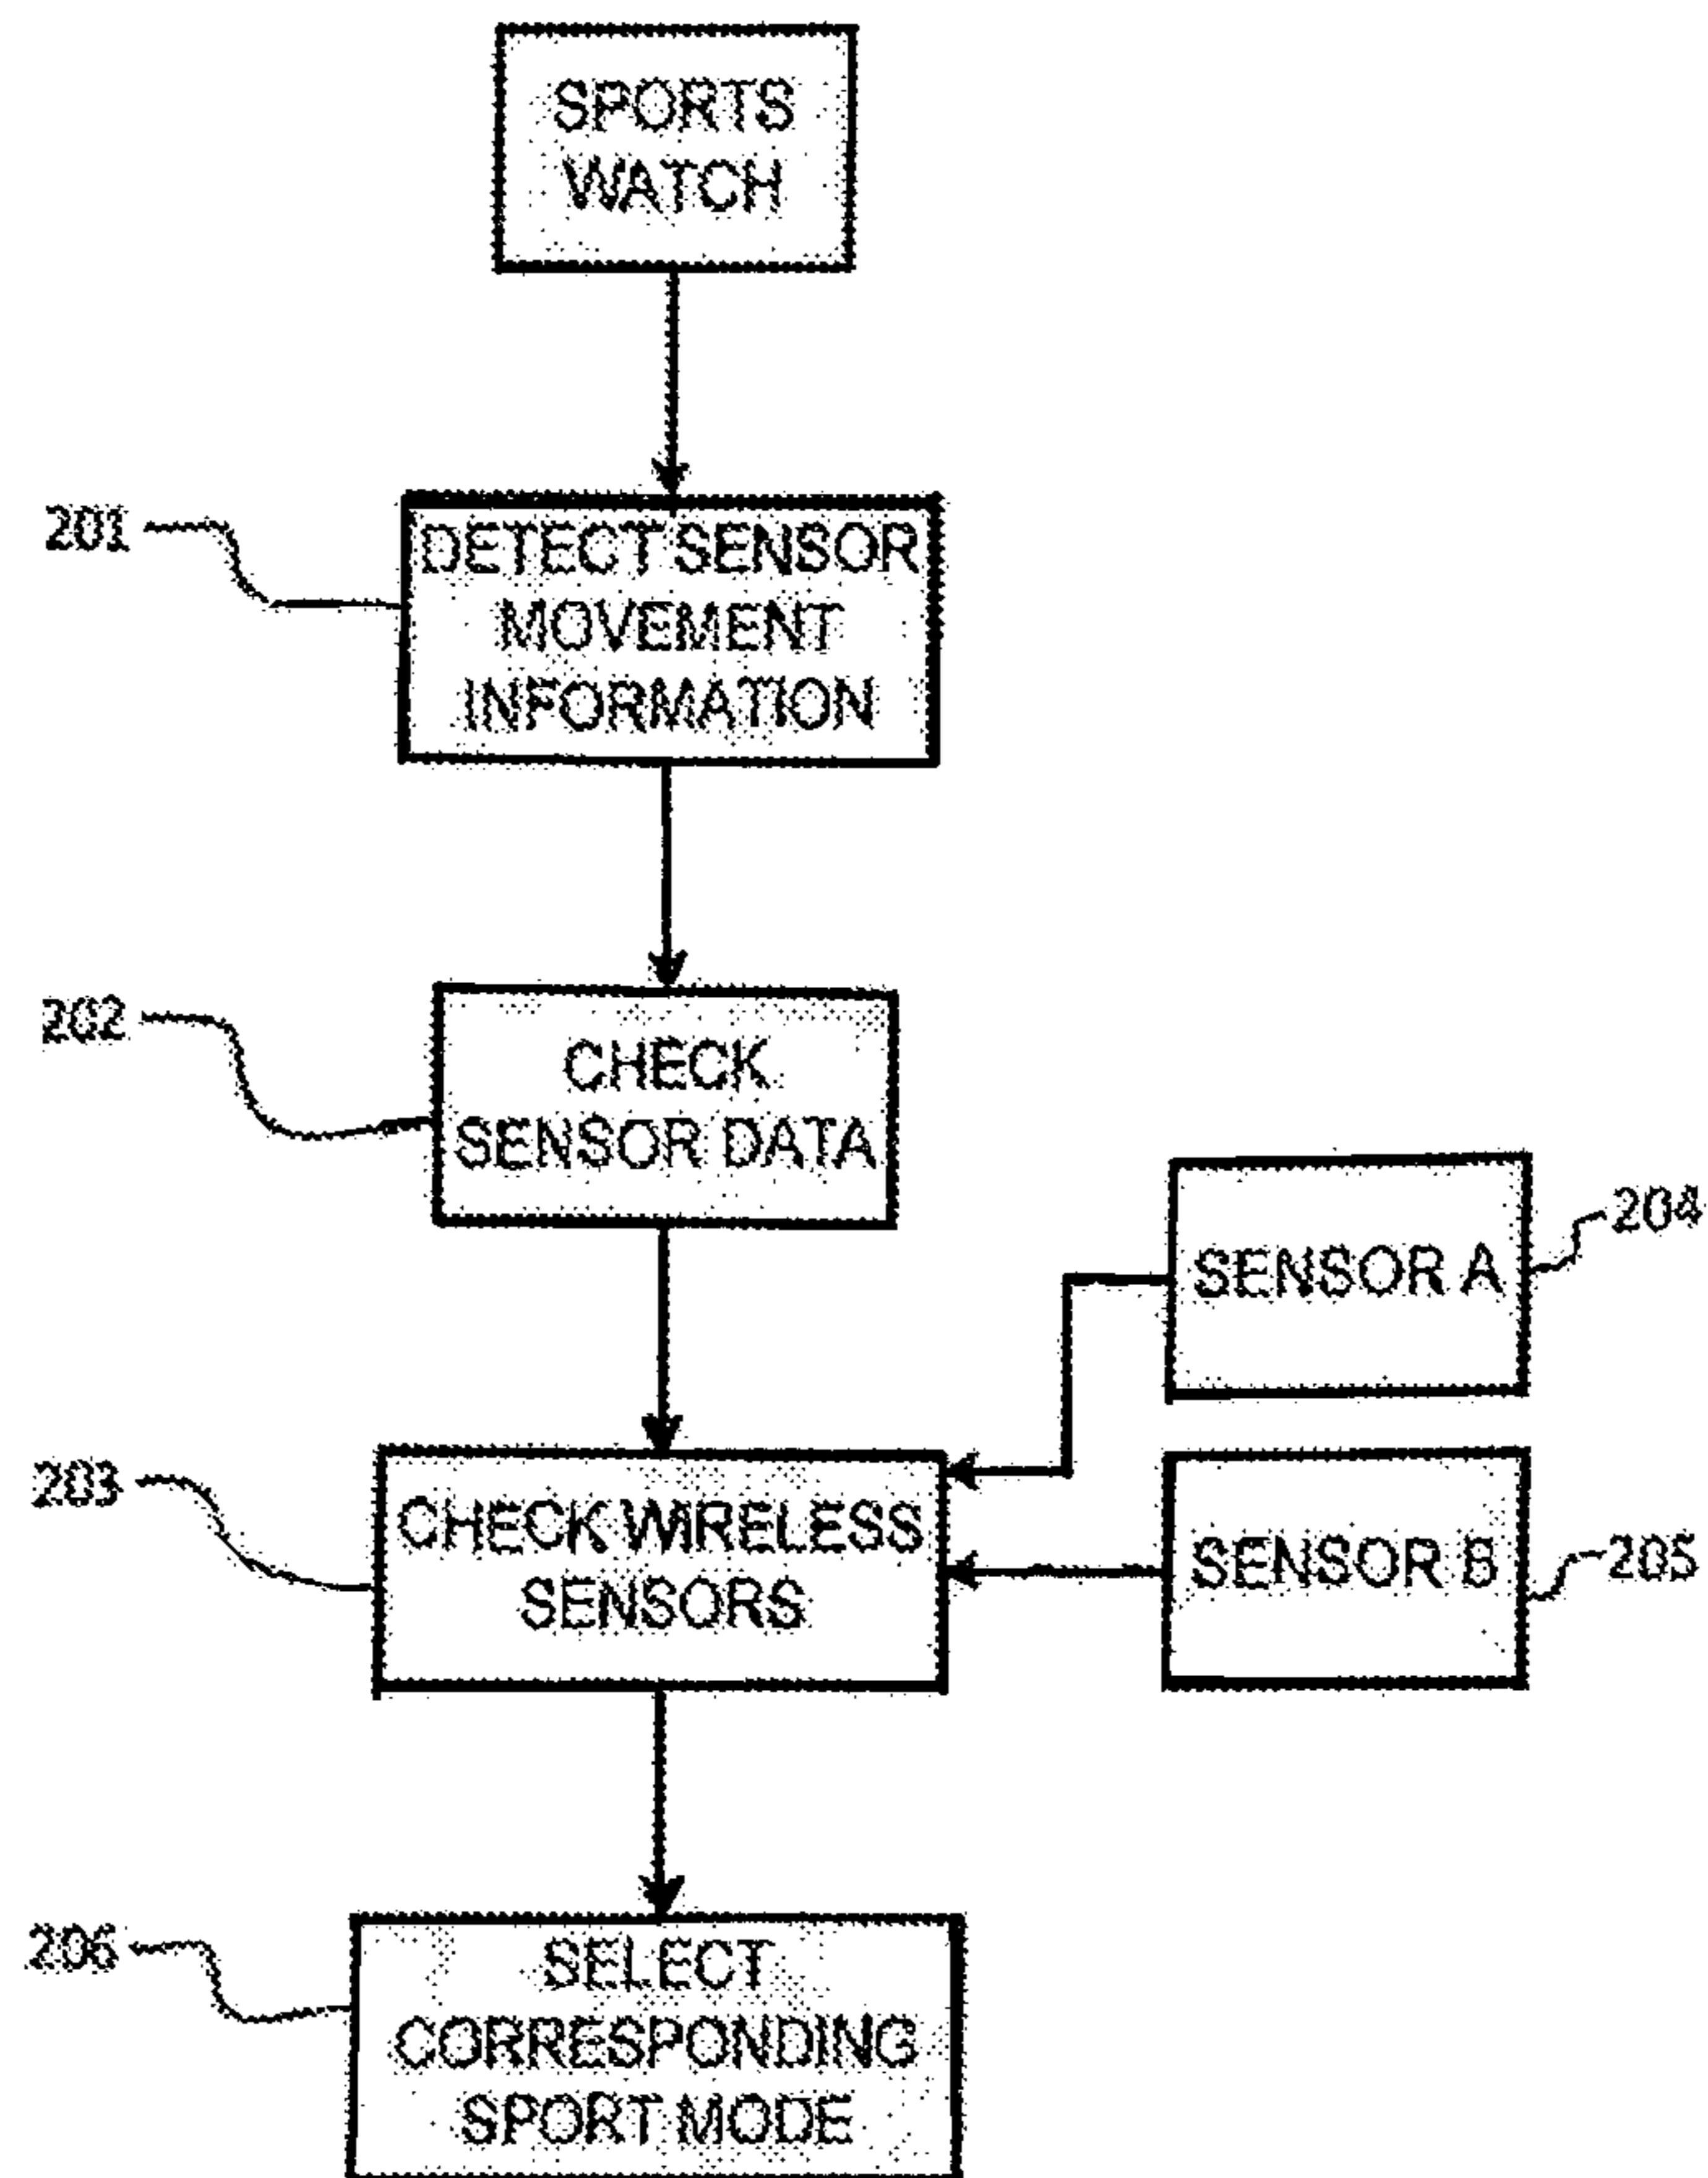 SPORTS
WATCH
201
DETECT SENSOR
MOVEMENT
INFORMATION
202
CHECK
SENSOR DATA
SENSOR A
204
203
CHECK WIRELESS
SENSORS
SENSOR B
205
206
SELECT
CORRESPONDING
SPORT MODE